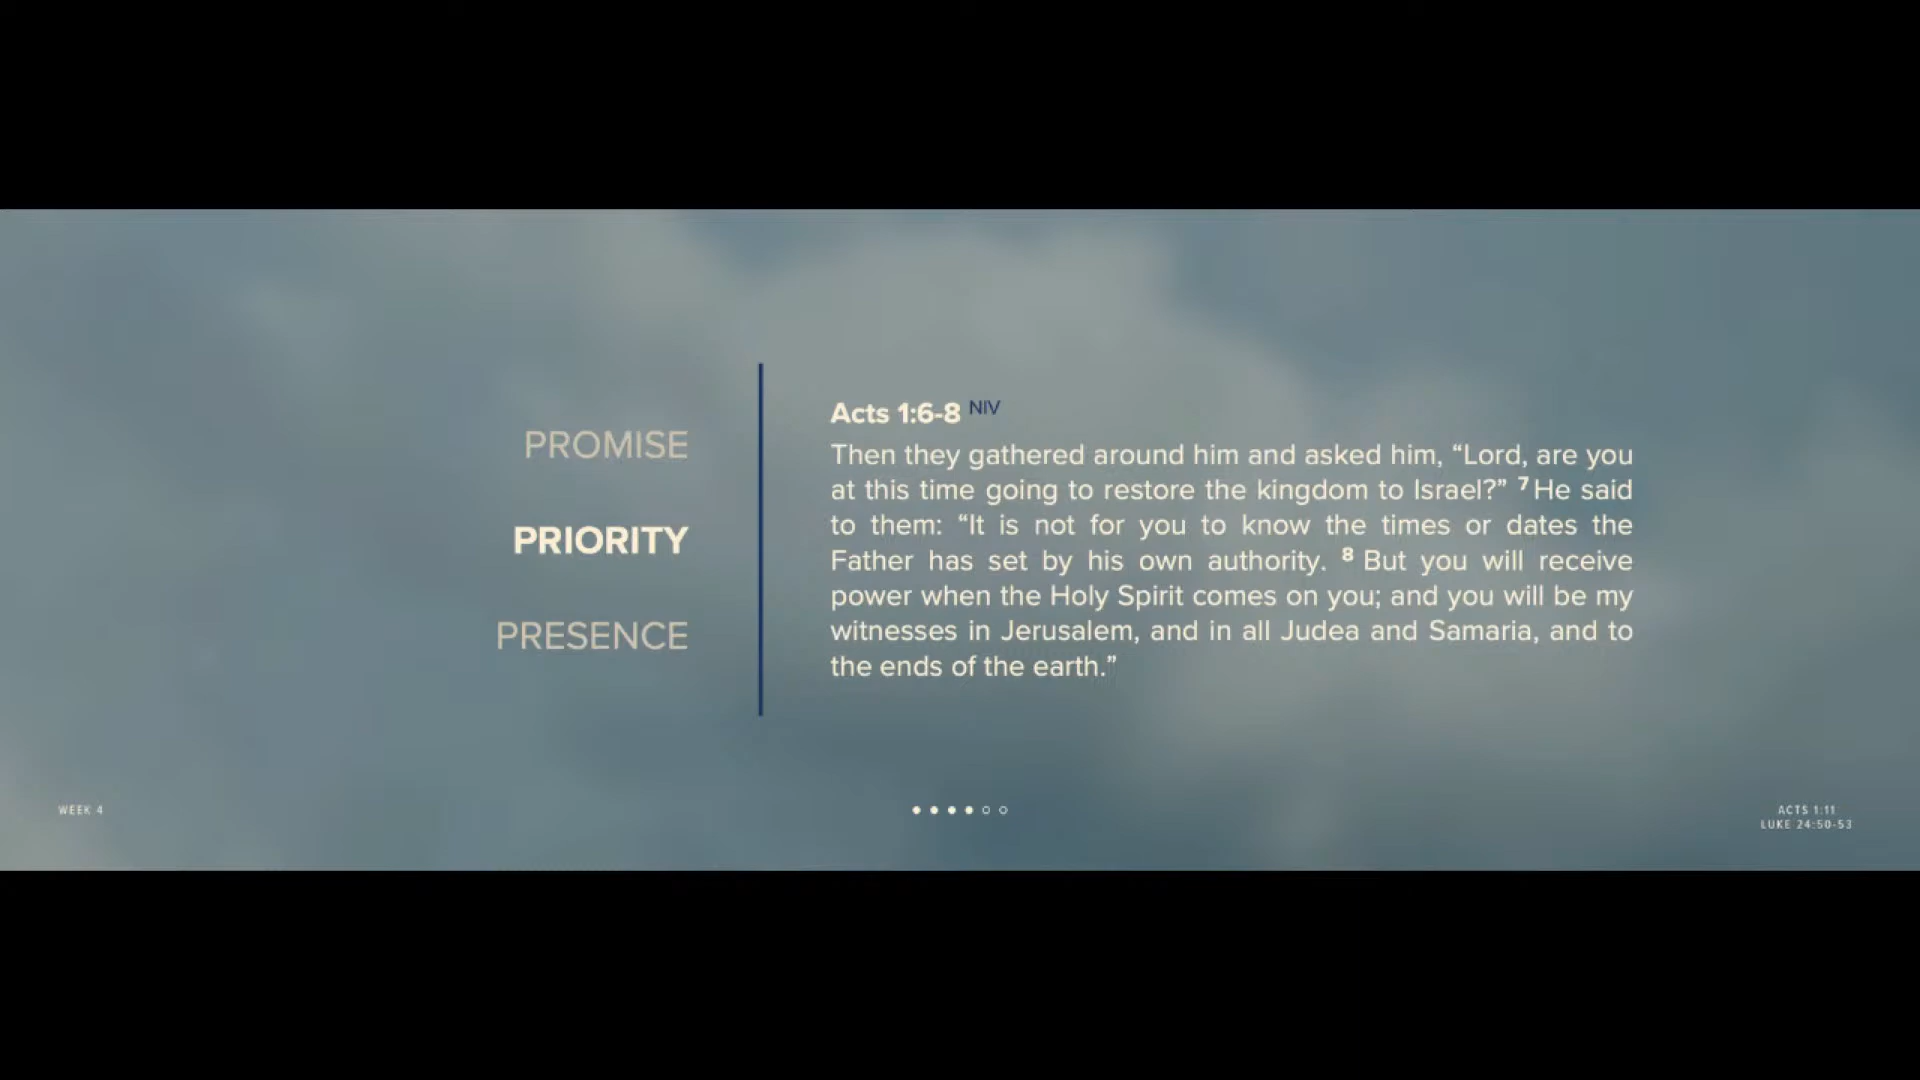 PROMISE
PRIORITY
PRESENCE
Acts 1:6-8 NIV
Then they gathered around him and asked him, “Lord, are you
at this time going to restore the kingdom to Israel?” 7 He said
to them: “It is not for you to know the times or dates the
Father has set by his own authority. 8 But you will receive
power when the Holy Spirit comes on you; and you will be my
witnesses in Jerusalem, and in all Judea and Samaria, and to
the ends of the earth.”
WEEK 4
ACTS 1:11
LUKE 24:50-53